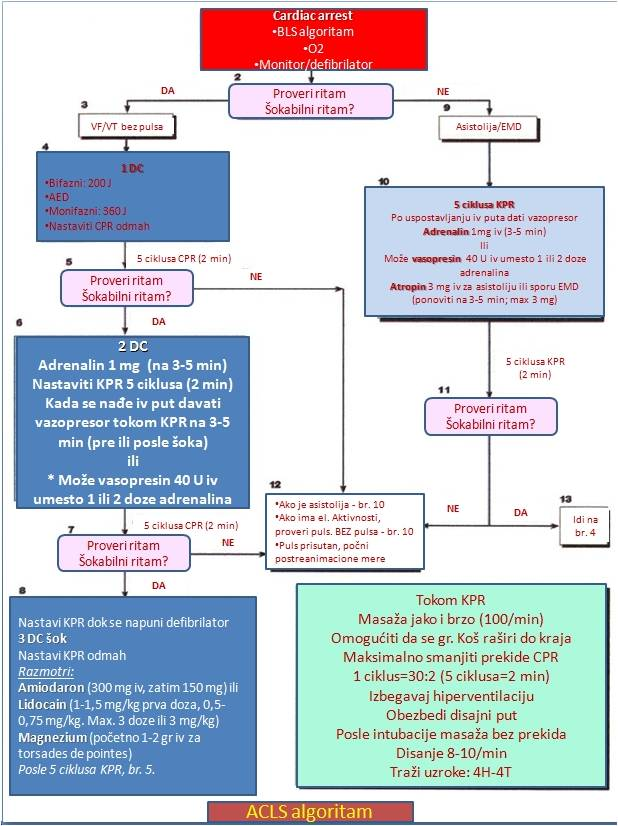 Cardiac arrest
•BLS algoritam
•O2
•Monitor/defibrilator
2
Proveri ritam
Šokabilni ritam?
DA
NE
3
VF/VT bez pulsa
9
Asistolija/EMD
4
1 DC
•Bifazni: 200 J
•AED
•Monifazni: 360 J
•Nastaviti CPR odmah
10
5 ciklusa KPR
Po uspostavljanju iv puta dati vazopresor
Adrenalin 1mg iv (3-5 min)
Ili
Može vasopresin 40 U iv umesto 1 ili 2 doze
adrenalina
Atropin 3 mg iv za asistoliju ili sporu EMD
(ponoviti na 3-5 min; max 3 mg)
5 ciklusa CPR (2 min)
5
Proveri ritam
Šokabilni ritam?
NE
DA
6
2 DC
Adrenalin 1 mg (na 3-5 min)
Nastaviti KPR 5 ciklusa (2 min)
Kada se nađe iv put davati
vazopresor tokom KPR na 3-5
min (pre ili posle šoka)
ili
* Može vasopresin 40 U iv
umesto 1 ili 2 doze adrenalina
5 ciklusa KPR
(2 min)
11
Proveri ritam
Šokabilni ritam?
NE
DA
12
•Ako je asistolija - br. 10
•Ako ima el. Aktivnosti,
proveri puls. BEZ pulsa - br. 10
•Puls prisutan, počni
postreanimacione mere
13
Idi na
br. 4
5 ciklusa CPR (2 min)
7
Proveri ritam
Šokabilni ritam?
NE
DA
8
Nastavi KPR dok se napuni defibrilator
3 DC šok
Nastavi KPR odmah
Razmotri:
Amiodaron (300 mg iv, zatim 150 mg) ili
Lidocain (1-1,5 mg/kg prva doza, 0,5-
0,75 mg/kg. Max. 3 doze ili 3 mg/kg)
Magnezium (početno 1-2 gr iv za
torsades de pointes)
Posle 5 ciklusa KPR, br. 5.
Tokom KPR
Masaža jako i brzo (100/min)
Omogućiti da se gr. Koš raširi do kraja
Maksimalno smanjiti prekide CPR
1 ciklus=30:2 (5 ciklusa=2 min)
Izbegavaj hiperventilaciju
Obezbedi disajni put
Posle intubacije masaža bez prekida
Disanje 8-10/min
Traži uzroke: 4H-4T
ACLS algoritam